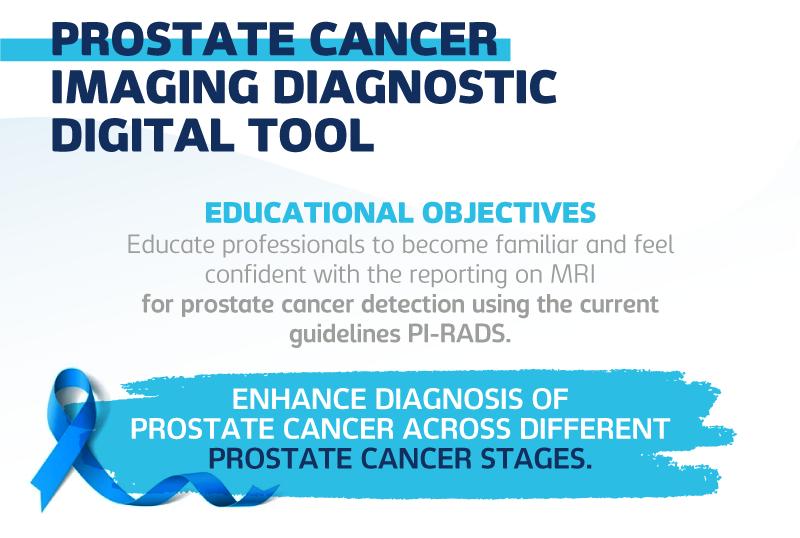 PROSTATE CANCER
IMAGING DIAGNOSTIC
DIGITAL TOOL
EDUCATIONAL OBJECTIVES
Educate professionals to become familiar and feel
confident with the reporting on MRI
for prostate cancer detection using the current
guidelines PI-RADS.
ENHANCE DIAGNOSIS OF
PROSTATE CANCER ACROSS DIFFERENT
PROSTATE CANCER STAGES.